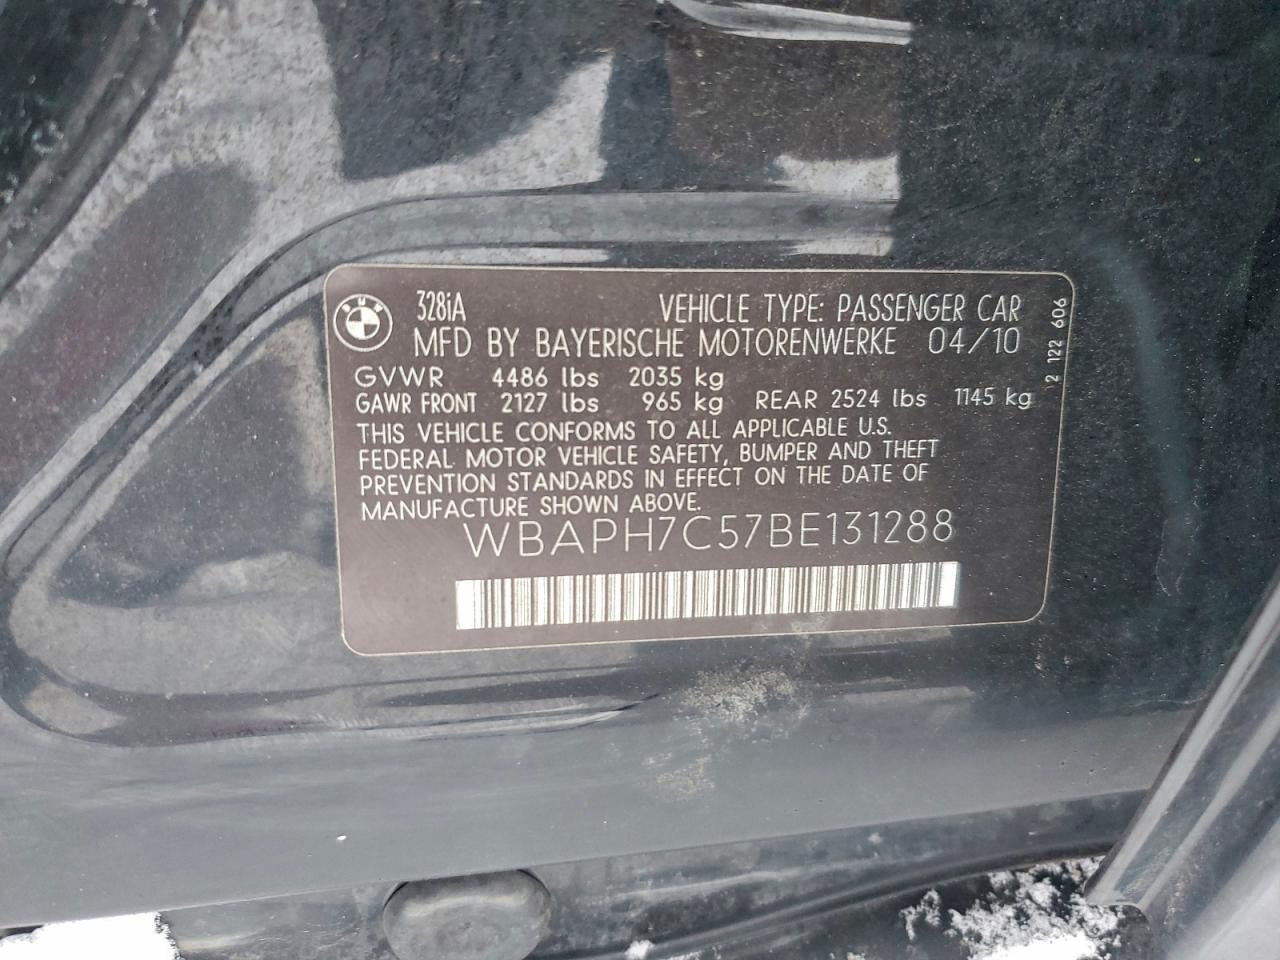 BMW
328iA VEHICLE TYPE: PASSENGER CAR
MFD BY BAYERISCHE MOTORENWERKE 04/10
GVWR 4486 lbs 2035 kg
GAWR FRONT 2127 lbs 965 kg REAR 2524 lbs 1145 kg
THIS VEHICLE CONFORMS TO ALL APPLICABLE U.S.
FEDERAL MOTOR VEHICLE SAFETY, BUMPER AND THEFT
PREVENTION STANDARDS IN EFFECT ON THE DATE OF
MANUFACTURE SHOWN ABOVE.
WBAPH7C57BE131288
2 122 606